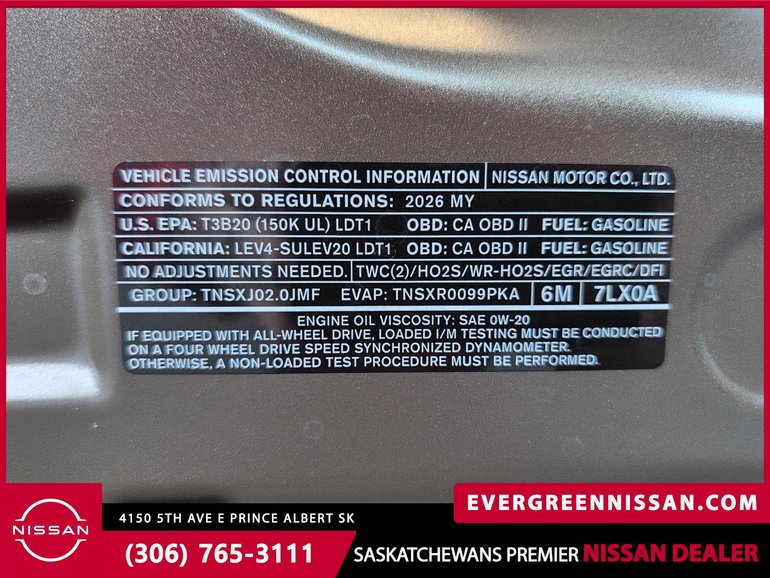 VEHICLE EMISSION CONTROL INFORMATION NISSAN MOTOR CO., LTD.
CONFORMS TO REGULATIONS: 2026 MY
U.S. EPA: T3B20 (150K UL) LDT1 OBD: CA OBD II FUEL: GASOLINE
CALIFORNIA: LEV4-SULEV20 LDT1 OBD: CA OBD II FUEL: GASOLINE
NO ADJUSTMENTS NEEDED. TWC(2)/HO2S/WR-HO2S/EGR/EGRC/DFI
GROUP: TNSXJ02.0JMF EVAP: TNSXR0099PKA 6M 7LX0A
ENGINE OIL VISCOSITY: SAE 0W-20
IF EQUIPPED WITH ALL-WHEEL DRIVE, LOADED I/M TESTING MUST BE CONDUCTED
ON A FOUR WHEEL DRIVE SPEED SYNCHRONIZED DYNAMOMETER.
OTHERWISE, A NON-LOADED TEST PROCEDURE MUST BE PERFORMED.
EVERGREENNISSAN.COM
NISSAN
4150 5TH AVE E PRINCE ALBERT SK
(306) 765-3111
SASKATCHEWANS PREMIER NISSAN DEALER